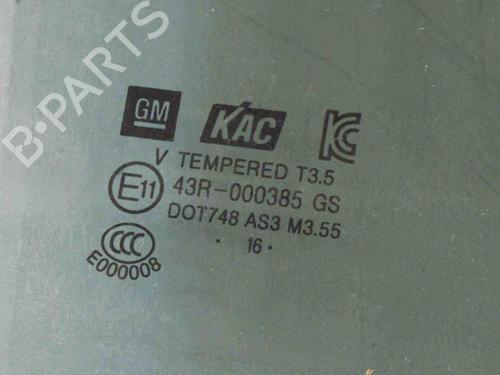 B-PARTS
GM KAC KC
V TEMPERED T3.5
E11 43R-000385 GS
DOT748 AS3 M3.55
CCC
E000008
· 16 ·